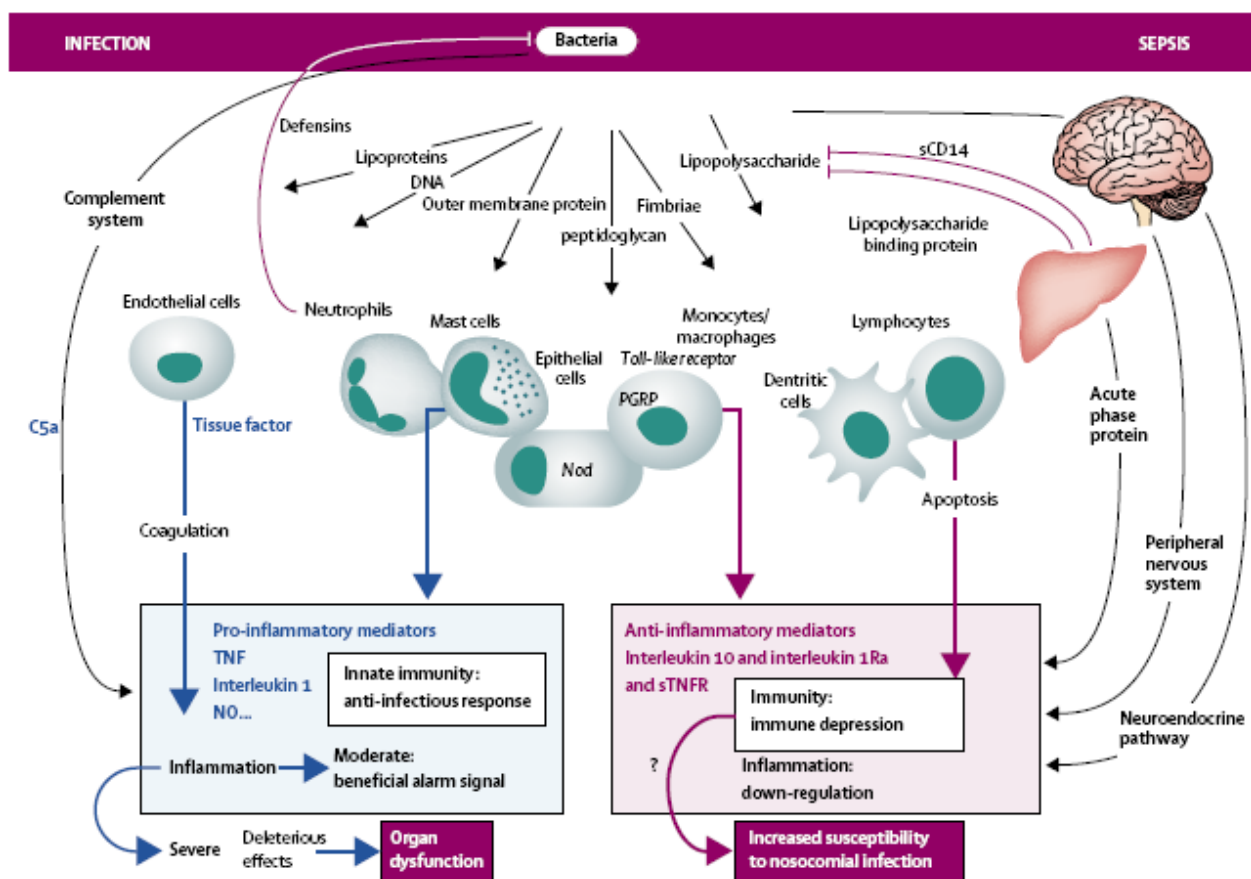 INFECTION
Bacteria
SEPSIS
Defensins
Lipoproteins
DNA
Outer membrane protein
peptidoglycan
Fimbriae
Lipopolysaccharide
sCD14
Lipopolysaccharide
binding protein
Complement
system
Endothelial cells
Neutrophils
Mast cells
Epithelial
cells
Monocytes/
macrophages
Toll-like receptor
PGRP
Nod
Lymphocytes
Dentritic
cells
C5a
Tissue factor
Coagulation
Apoptosis
Acute
phase
protein
Peripheral
nervous
system
Neuroendocrine
pathway
Pro-inflammatory mediators
TNF
Interleukin 1
NO...
Innate immunity:
anti-infectious response
Inflammation
Moderate:
beneficial alarm signal
Severe
Deleterious
effects
Organ
dysfunction
Anti-inflammatory mediators
Interleukin 10 and interleukin 1Ra
and sTNFR
Immunity:
immune depression
?
Inflammation:
down-regulation
Increased susceptibility
to nosocomial infection